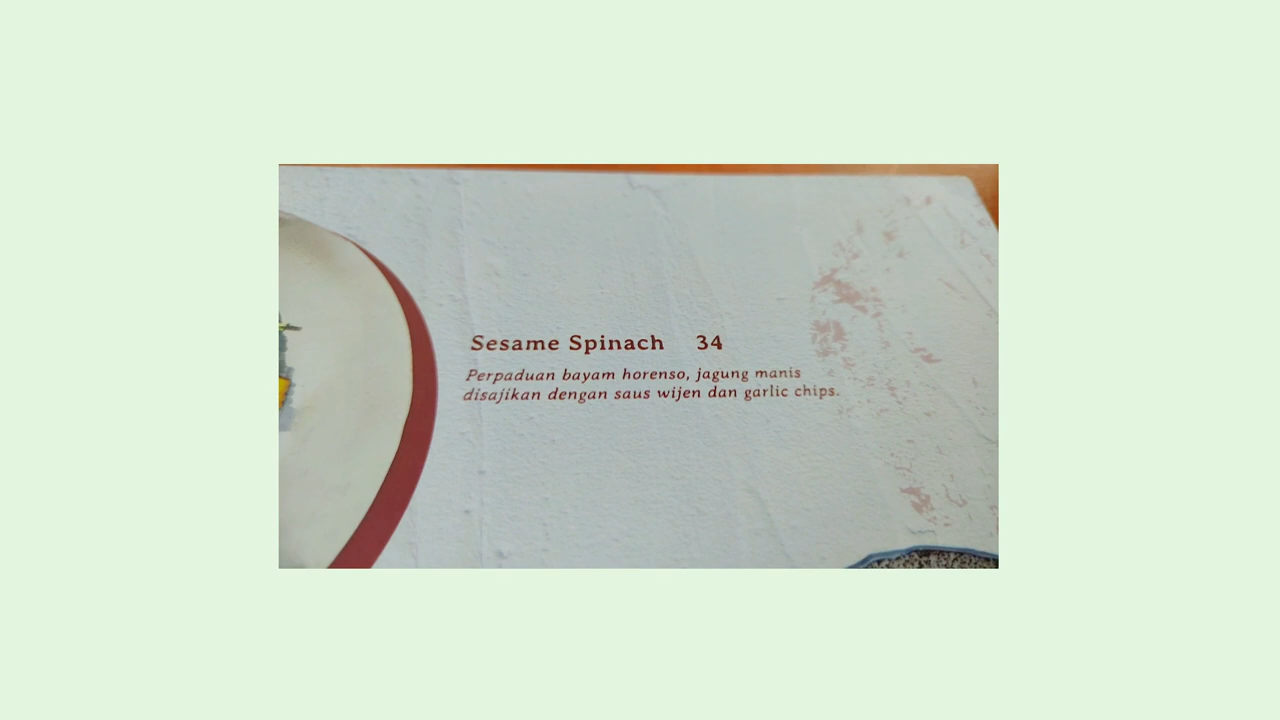 Sesame Spinach 34
Perpaduan bayam horenso, jagung manis
disajikan dengan saus wijen dan garlic chips.